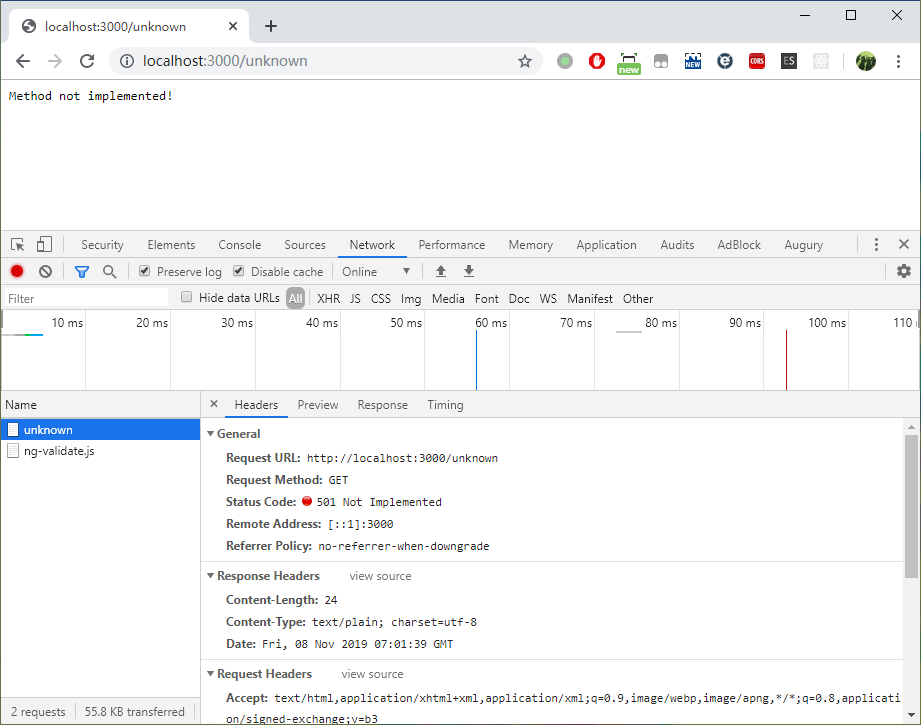 localhost:3000/unknown
localhost:3000/unknown
new
NEW
CORS
ES
Method not implemented!
Security Elements Console Sources Network Performance Memory Application Audits AdBlock Augury
Preserve log Disable cache Online
Filter Hide data URLs All XHR JS CSS Img Media Font Doc WS Manifest Other
10 ms 20 ms 30 ms 40 ms 50 ms 60 ms 70 ms 80 ms 90 ms 100 ms 110
Name
Headers Preview Response Timing
unknown
ng-validate.js
General
Request URL: http://localhost:3000/unknown
Request Method: GET
Status Code: 501 Not Implemented
Remote Address: [::1]:3000
Referrer Policy: no-referrer-when-downgrade
Response Headers view source
Content-Length: 24
Content-Type: text/plain; charset=utf-8
Date: Fri, 08 Nov 2019 07:01:39 GMT
Request Headers view source
Accept: text/html,application/xhtml+xml,application/xml;q=0.9,image/webp,image/apng,*/*;q=0.8,applicati
on/signed-exchange;v=b3
2 requests 55.8 KB transferred